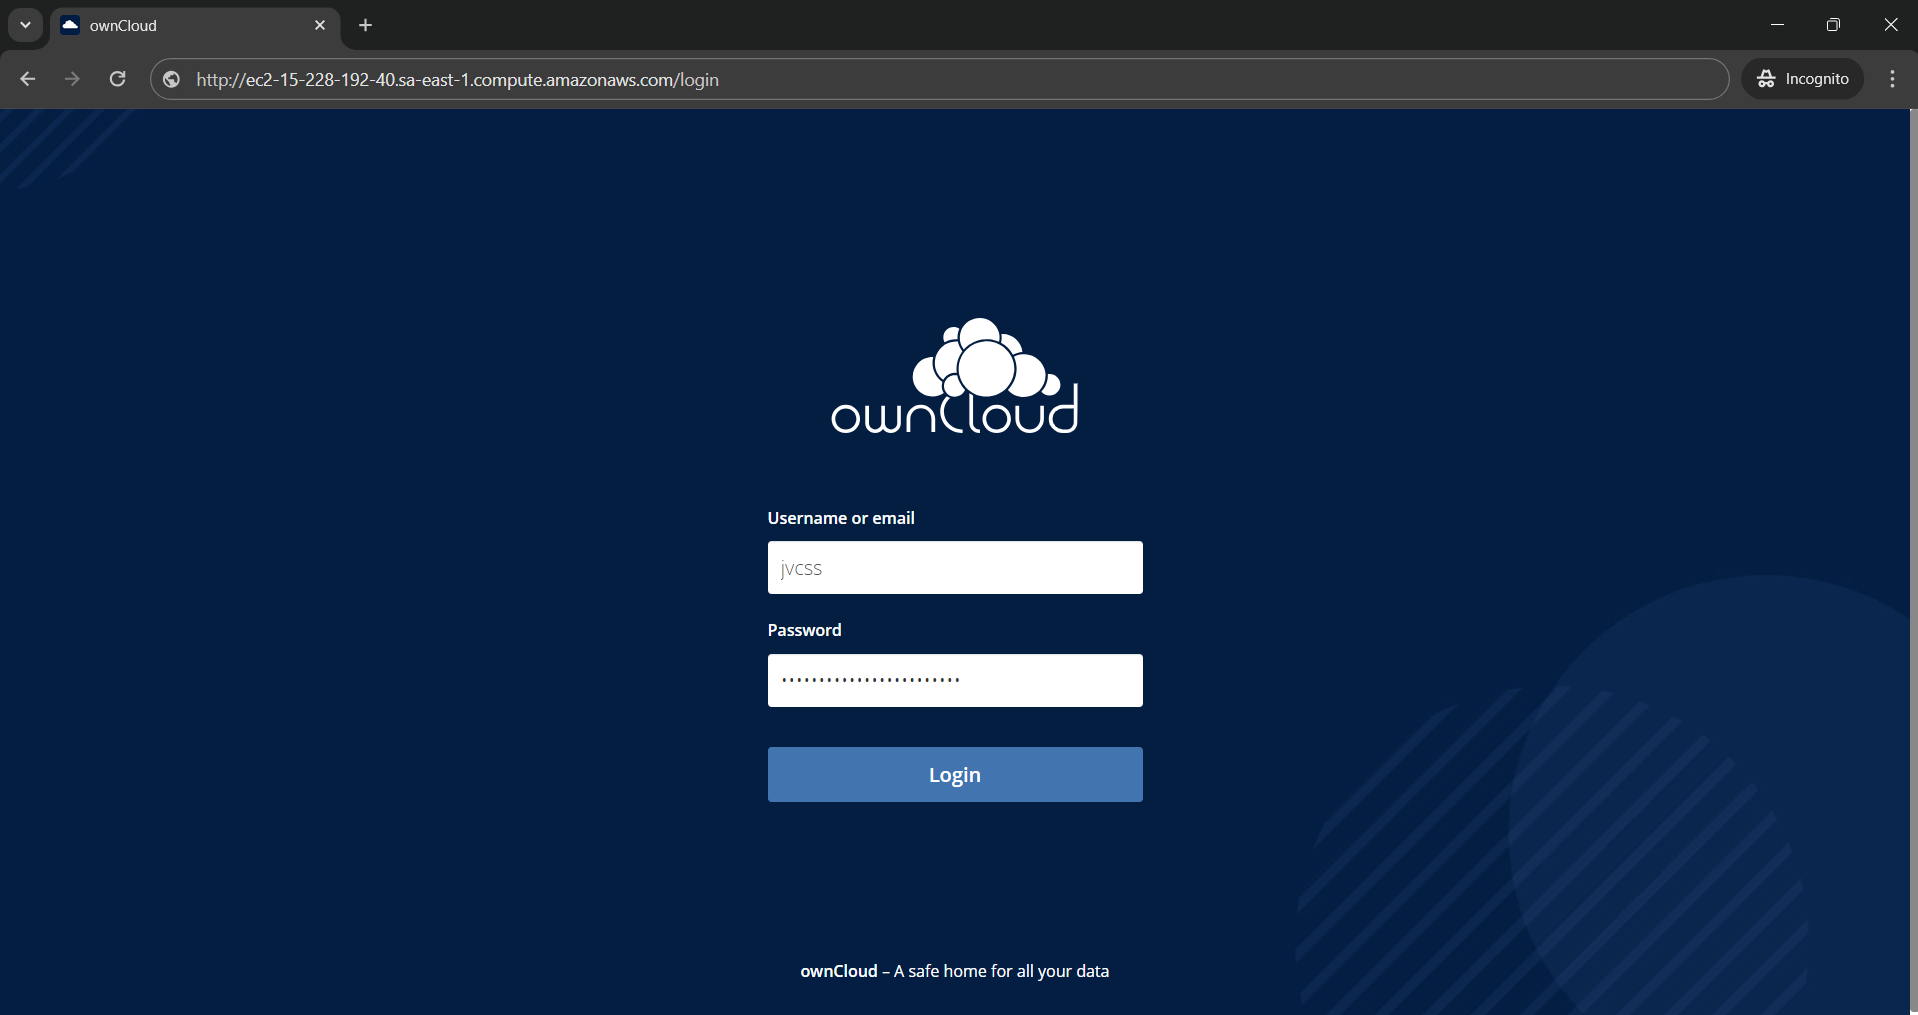 ownCloud
http://ec2-15-228-192-40.sa-east-1.compute.amazonaws.com/login
Incognito
ownCloud
Username or email
jvcss
Password
Login
ownCloud – A safe home for all your data